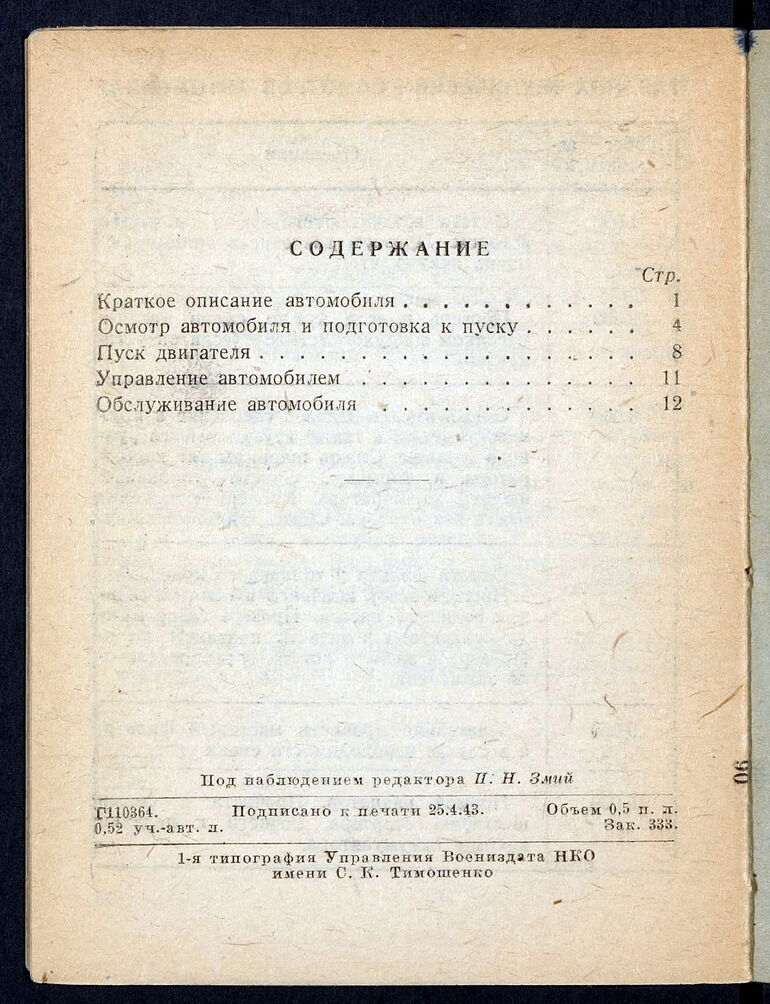 СОДЕРЖАНИЕ
Стр.
Краткое описание автомобиля . . . . . . . . . . . . 1
Осмотр автомобиля и подготовка к пуску . . . . . . 4
Пуск двигателя . . . . . . . . . . . . . . . . . . . 8
Управление автомобилем . . . . . . . . . . . . . . 11
Обслуживание автомобиля . . . . . . . . . . . . . 12
Под наблюдением редактора П. Н. Змий
Г110364. Подписано к печати 25.4.43. Объем 0,5 п. л.
0,52 уч.-авт. л. Зак. 333.
1-я типография Управления Воениздата НКО
имени С. К. Тимошенко